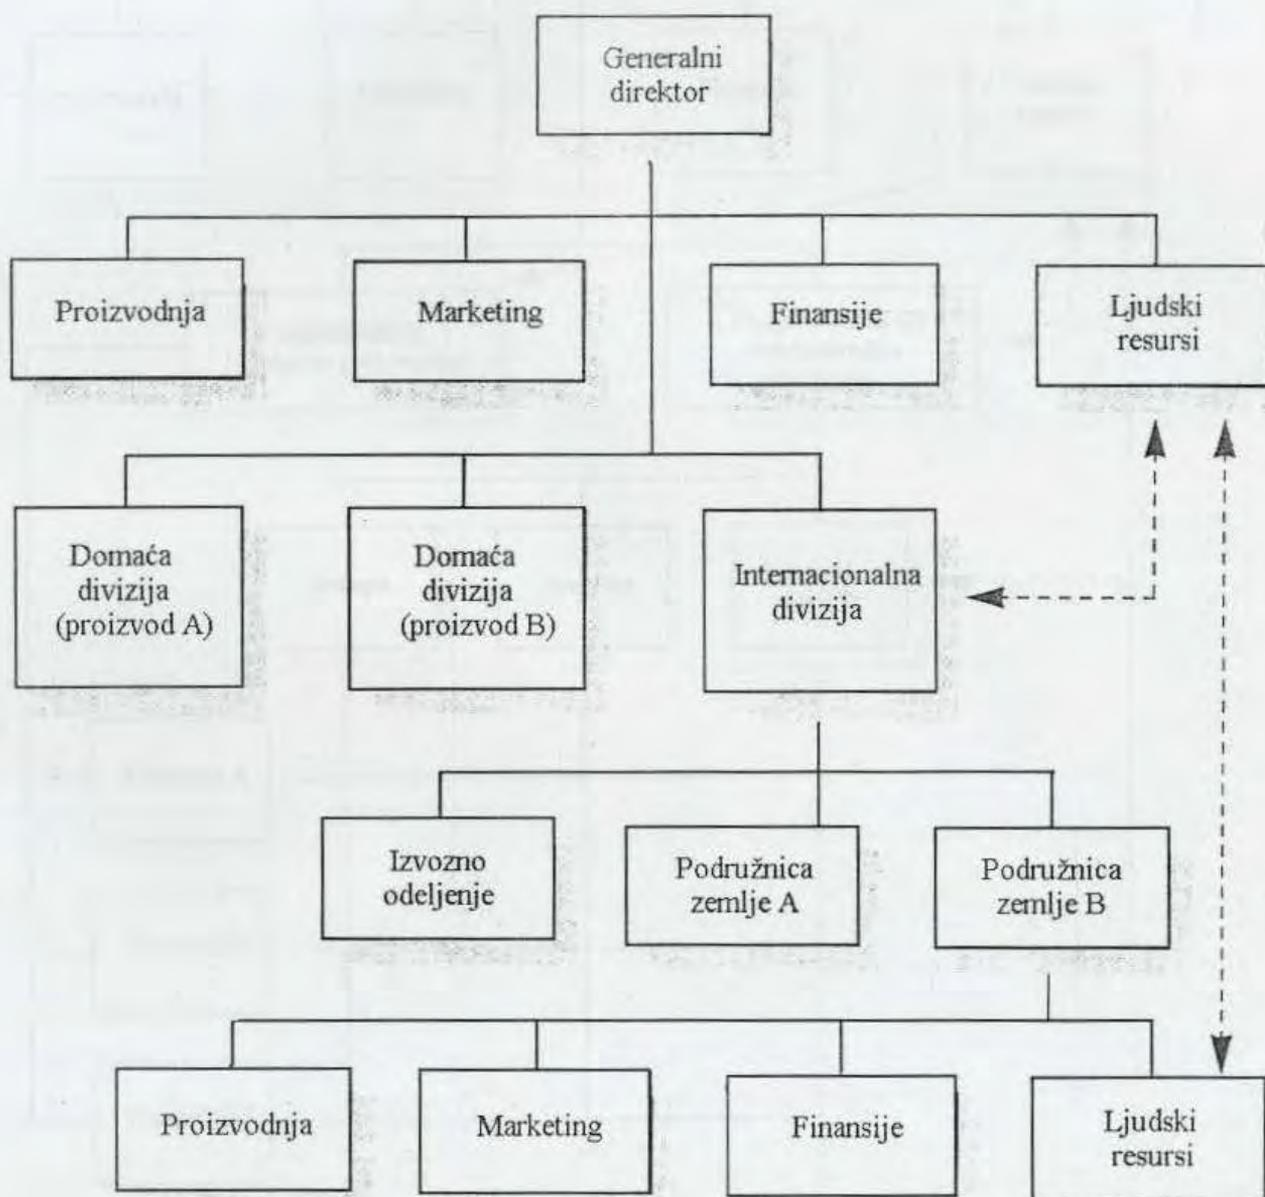 Generalni
direktor
Proizvodnja
Marketing
Finansije
Ljudski
resursi
Domaća
divizija
(proizvod A)
Domaća
divizija
(proizvod B)
Internacionalna
divizija
Izvozno
odeljenje
Podružnica
zemlje A
Podružnica
zemlje B
Proizvodnja
Marketing
Finansije
Ljudski
resursi